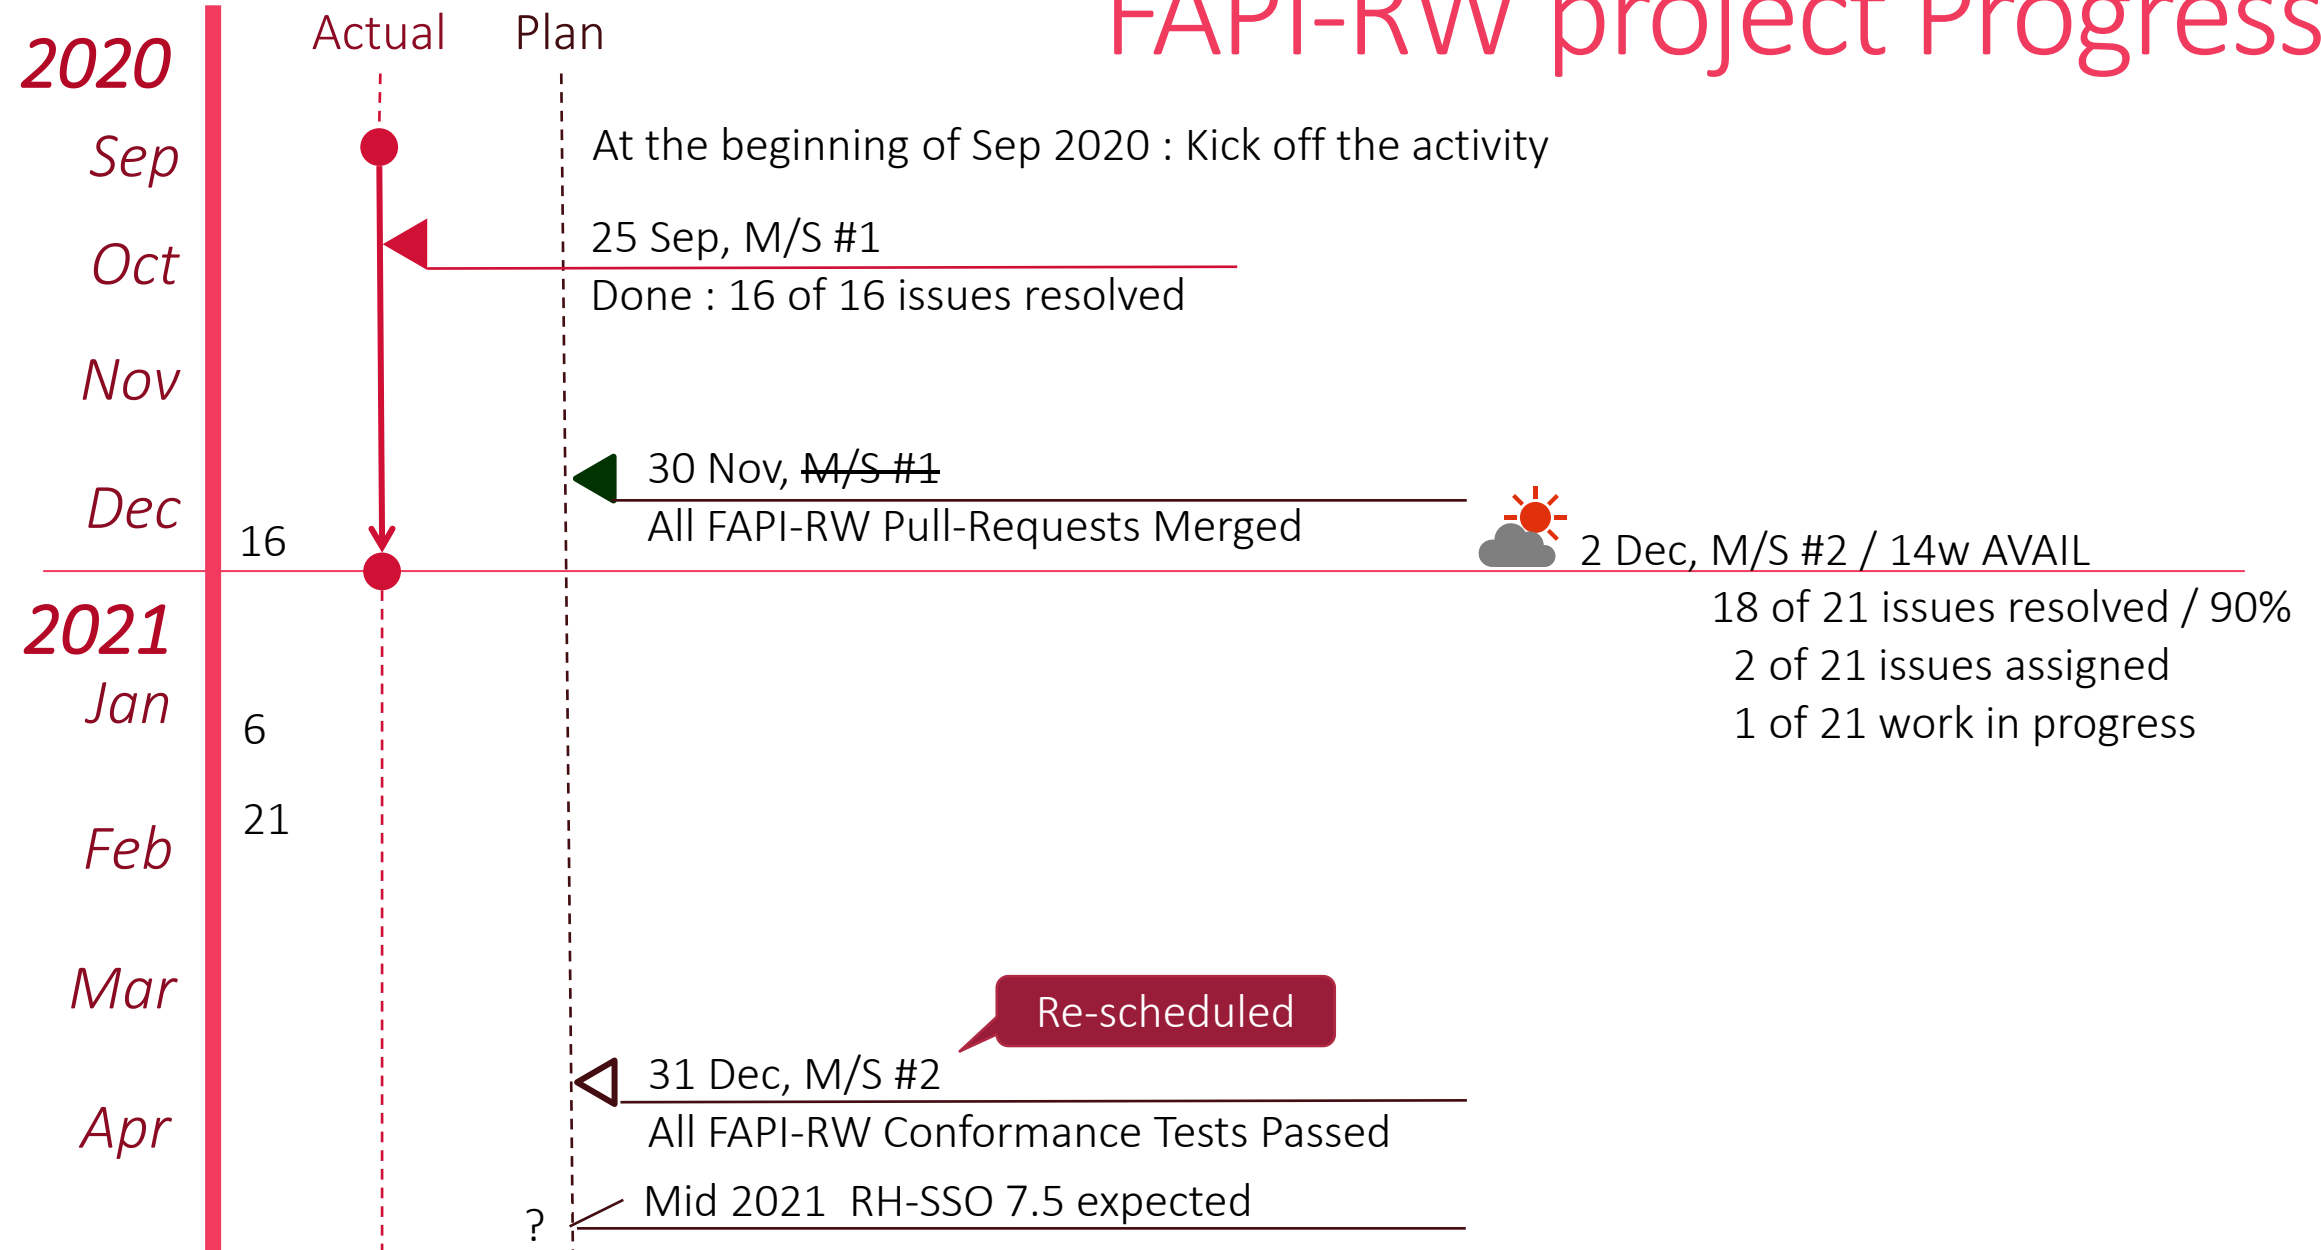 FAPI-RW project Progress
Actual
Plan
2020
Sep
At the beginning of Sep 2020 : Kick off the activity
25 Sep, M/S #1
Oct
Done : 16 of 16 issues resolved
Nov
30 Nov, M/S #1
Dec
All FAPI-RW Pull-Requests Merged
16
2 Dec, M/S #2 / 14w AVAIL
18 of 21 issues resolved / 90%
2021
2 of 21 issues assigned
Jan
1 of 21 work in progress
6
21
Feb
Mar
Re-scheduled
31 Dec, M/S #2
Apr
All FAPI-RW Conformance Tests Passed
Mid 2021 RH-SSO 7.5 expected
?